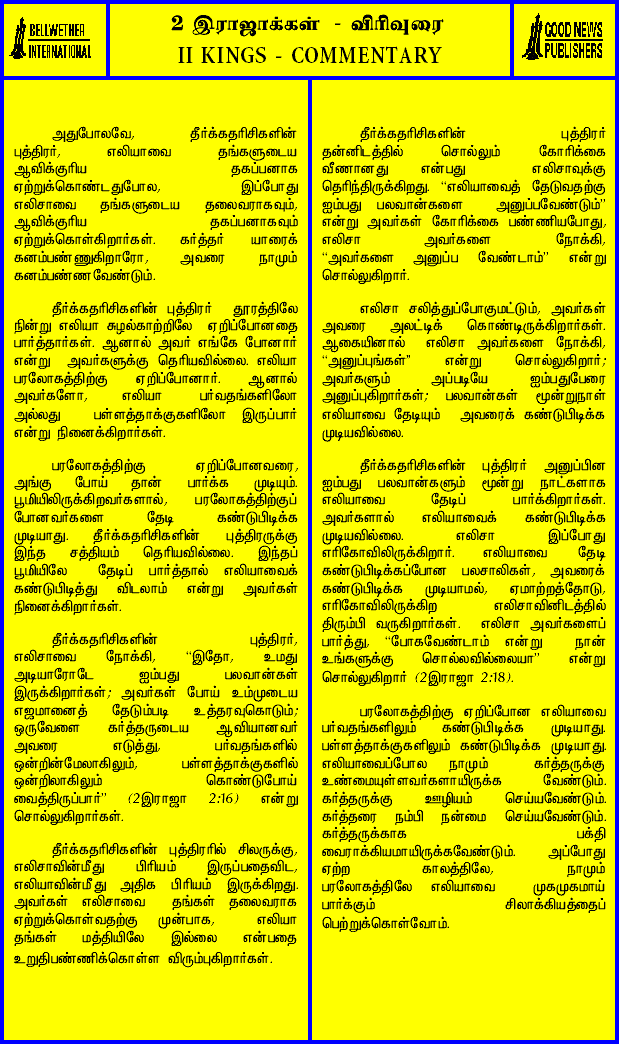 BELLWETHER
INTERNATIONAL
2 இராஜாக்கள் - விரிவுரை
II KINGS - COMMENTARY
GOOD NEWS
PUBLISHERS
அதுபோலவே, தீர்க்கதரிசிகளின்
புத்திரர், எலியாவை தங்களுடைய
ஆவிக்குரிய தகப்பனாக
ஏற்றுக்கொண்டதுபோல, இப்போது
எலிசாவை தங்களுடைய தலைவராகவும்,
ஆவிக்குரிய தகப்பனாகவும்
ஏற்றுக்கொள்கிறார்கள். கர்த்தர் யாரைக்
கனம்பண்ணுகிறாரோ, அவரை நாமும்
கனம்பண்ணவேண்டும்.
தீர்க்கதரிசிகளின் புத்திரர் தூரத்திலே
நின்று எலியா சுழல்காற்றிலே ஏறிப்போனதை
பார்த்தார்கள். ஆனால் அவர் எங்கே போனார்
என்று அவர்களுக்கு தெரியவில்லை. எலியா
பரலோகத்திற்கு ஏறிப்போனார். ஆனால்
அவர்களோ, எலியா பர்வதங்களிலோ
அல்லது பள்ளத்தாக்குகளிலோ இருப்பார்
என்று நினைக்கிறார்கள்.
பரலோகத்திற்கு ஏறிப்போனவரை,
அங்கு போய் தான் பார்க்க முடியும்.
பூமியிலிருக்கிறவர்களால், பரலோகத்திற்குப்
போனவர்களை தேடி கண்டுபிடிக்க
முடியாது. தீர்க்கதரிசிகளின் புத்திரருக்கு
இந்த சத்தியம் தெரியவில்லை. இந்தப்
பூமியிலே தேடிப் பார்த்தால் எலியாவைக்
கண்டுபிடித்து விடலாம் என்று அவர்கள்
நினைக்கிறார்கள்.
தீர்க்கதரிசிகளின் புத்திரர்,
எலிசாவை நோக்கி, “இதோ, உமது
அடியாரோடே ஐம்பது பலவான்கள்
இருக்கிறார்கள்; அவர்கள் போய் உம்முடைய
எஜமானைத் தேடும்படி உத்தரவுகொடும்;
ஒருவேளை கர்த்தருடைய ஆவியானவர்
அவரை எடுத்து, பர்வதங்களில்
ஒன்றின்மேலாகிலும், பள்ளத்தாக்குகளில்
ஒன்றிலாகிலும் கொண்டுபோய்
வைத்திருப்பார்” (2இராஜா 2:16) என்று
சொல்லுகிறார்கள்.
தீர்க்கதரிசிகளின் புத்திரரில் சிலருக்கு,
எலிசாவின்மீது பிரியம் இருப்பதைவிட,
எலியாவின்மீது அதிக பிரியம் இருக்கிறது.
அவர்கள் எலிசாவை தங்கள் தலைவராக
ஏற்றுக்கொள்வதற்கு முன்பாக, எலியா
தங்கள் மத்தியிலே இல்லை என்பதை
உறுதிபண்ணிக்கொள்ள விரும்புகிறார்கள்.
தீர்க்கதரிசிகளின் புத்திரர்
தன்னிடத்தில் சொல்லும் கோரிக்கை
வீணானது என்பது எலிசாவுக்கு
தெரிந்திருக்கிறது. “எலியாவைத் தேடுவதற்கு
ஐம்பது பலவான்களை அனுப்பவேண்டும்”
என்று அவர்கள் கோரிக்கை பண்ணியபோது,
எலிசா அவர்களை நோக்கி,
“அவர்களை அனுப்ப வேண்டாம்” என்று
சொல்லுகிறார்.
எலிசா சலித்துப்போகுமட்டும், அவர்கள்
அவரை அலட்டிக் கொண்டிருக்கிறார்கள்.
ஆகையினால் எலிசா அவர்களை நோக்கி,
“அனுப்புங்கள்” என்று சொல்லுகிறார்;
அவர்களும் அப்படியே ஐம்பதுபேரை
அனுப்புகிறார்கள்; பலவான்கள் மூன்றுநாள்
எலியாவை தேடியும் அவரைக் கண்டுபிடிக்க
முடியவில்லை.
தீர்க்கதரிசிகளின் புத்திரர் அனுப்பின
ஐம்பது பலவான்களும் மூன்று நாட்களாக
எலியாவை தேடிப் பார்க்கிறார்கள்.
அவர்களால் எலியாவைக் கண்டுபிடிக்க
முடியவில்லை. எலிசா இப்போது
எரிகோவிலிருக்கிறார். எலியாவை தேடி
கண்டுபிடிக்கப்போன பலசாலிகள், அவரைக்
கண்டுபிடிக்க முடியாமல், ஏமாற்றத்தோடு,
எரிகோவிலிருக்கிற எலிசாவினிடத்தில்
திரும்பி வருகிறார்கள். எலிசா அவர்களைப்
பார்த்து, “போகவேண்டாம் என்று நான்
உங்களுக்கு சொல்லவில்லையா” என்று
சொல்லுகிறார் (2இராஜா 2:18).
பரலோகத்திற்கு ஏறிப்போன எலியாவை
பர்வதங்களிலும் கண்டுபிடிக்க முடியாது.
பள்ளத்தாக்குகளிலும் கண்டுபிடிக்க முடியாது.
எலியாவைப்போல நாமும் கர்த்தருக்கு
உண்மையுள்ளவர்களாயிருக்க வேண்டும்.
கர்த்தருக்கு ஊழியம் செய்யவேண்டும்.
கர்த்தரை நம்பி நன்மை செய்யவேண்டும்.
கர்த்தருக்காக பக்தி
வைராக்கியமாயிருக்கவேண்டும். அப்போது
ஏற்ற காலத்திலே, நாமும்
பரலோகத்திலே எலியாவை முகமுகமாய்
பார்க்கும் சிலாக்கியத்தைப்
பெற்றுக்கொள்வோம்.